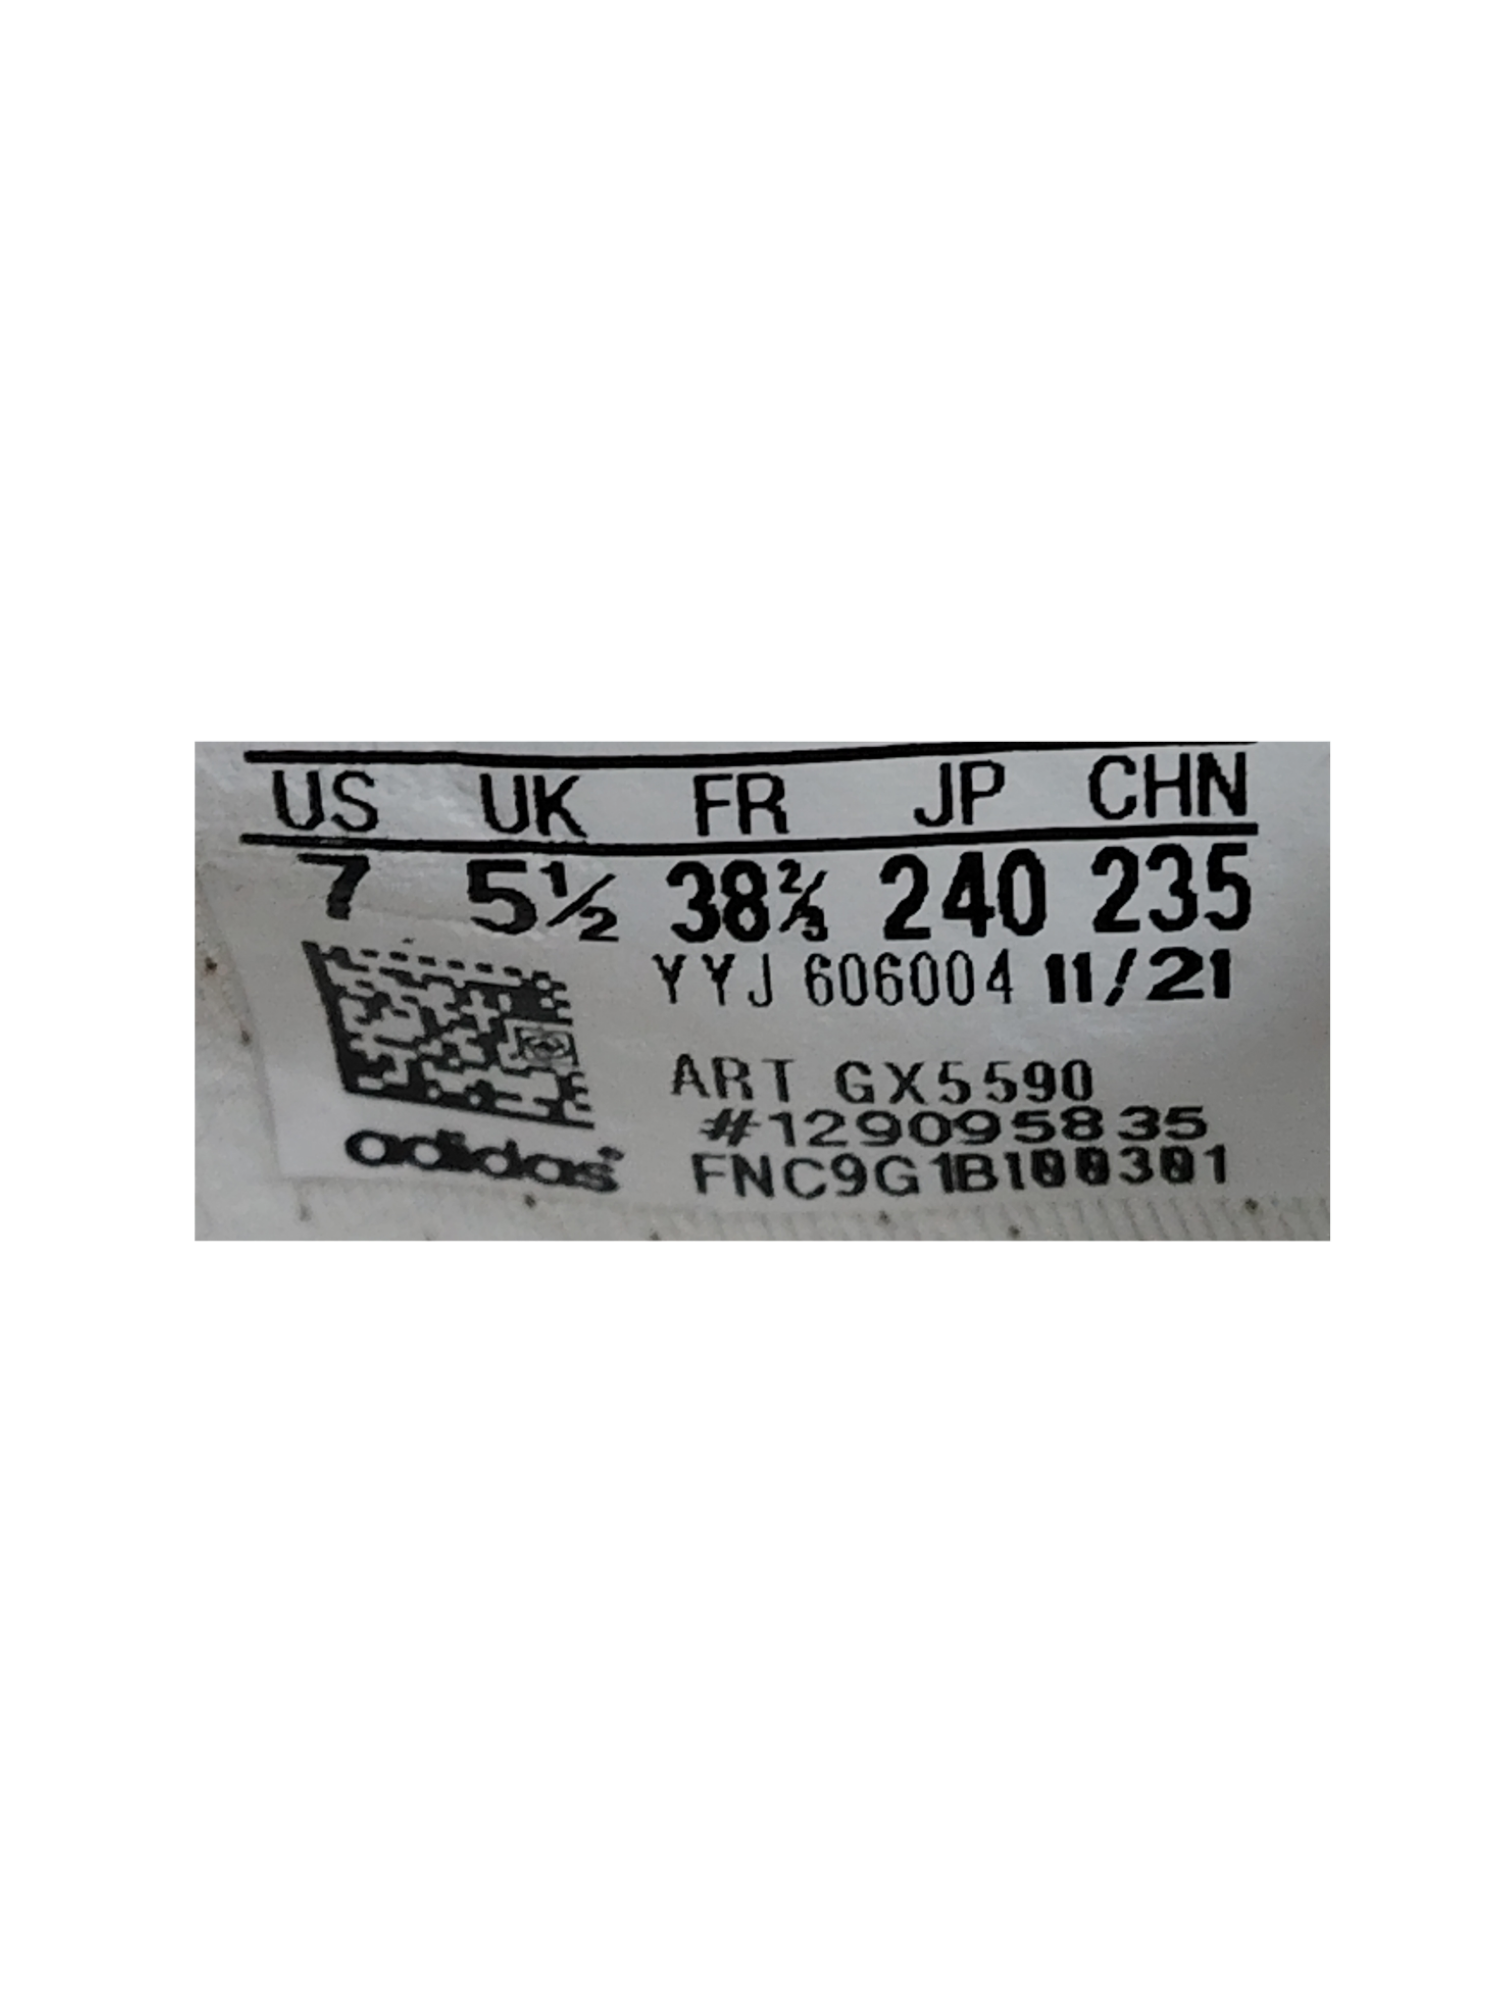 US UK FR JP CHN
7 5½ 38⅔ 240 235
YYJ 606004 11/21
ART GX5590
#129095835
FNC9G1B100301
adidas